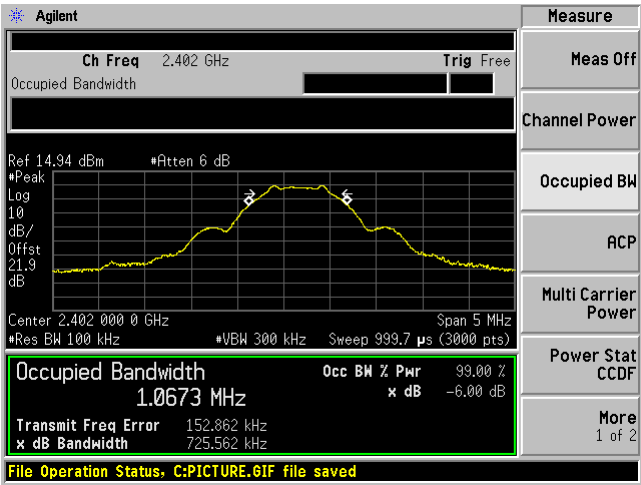 Agilent
Measure
Ch Freq 2.402 GHz Trig Free
Occupied Bandwidth
Meas Off
Channel Power
Occupied BW
ACP
Multi Carrier
Power
Power Stat
CCDF
More
1 of 2
Ref 14.94 dBm #Atten 6 dB
#Peak
Log
10
dB/
Offst
21.9
dB
Center 2.402 000 0 GHz Span 5 MHz
#Res BW 100 kHz #VBW 300 kHz Sweep 999.7 µs (3000 pts)
Occupied Bandwidth
1.0673 MHz
Occ BW % Pwr 99.00 %
x dB -6.00 dB
Transmit Freq Error 152.862 kHz
x dB Bandwidth 725.562 kHz
File Operation Status, C:PICTURE.GIF file saved